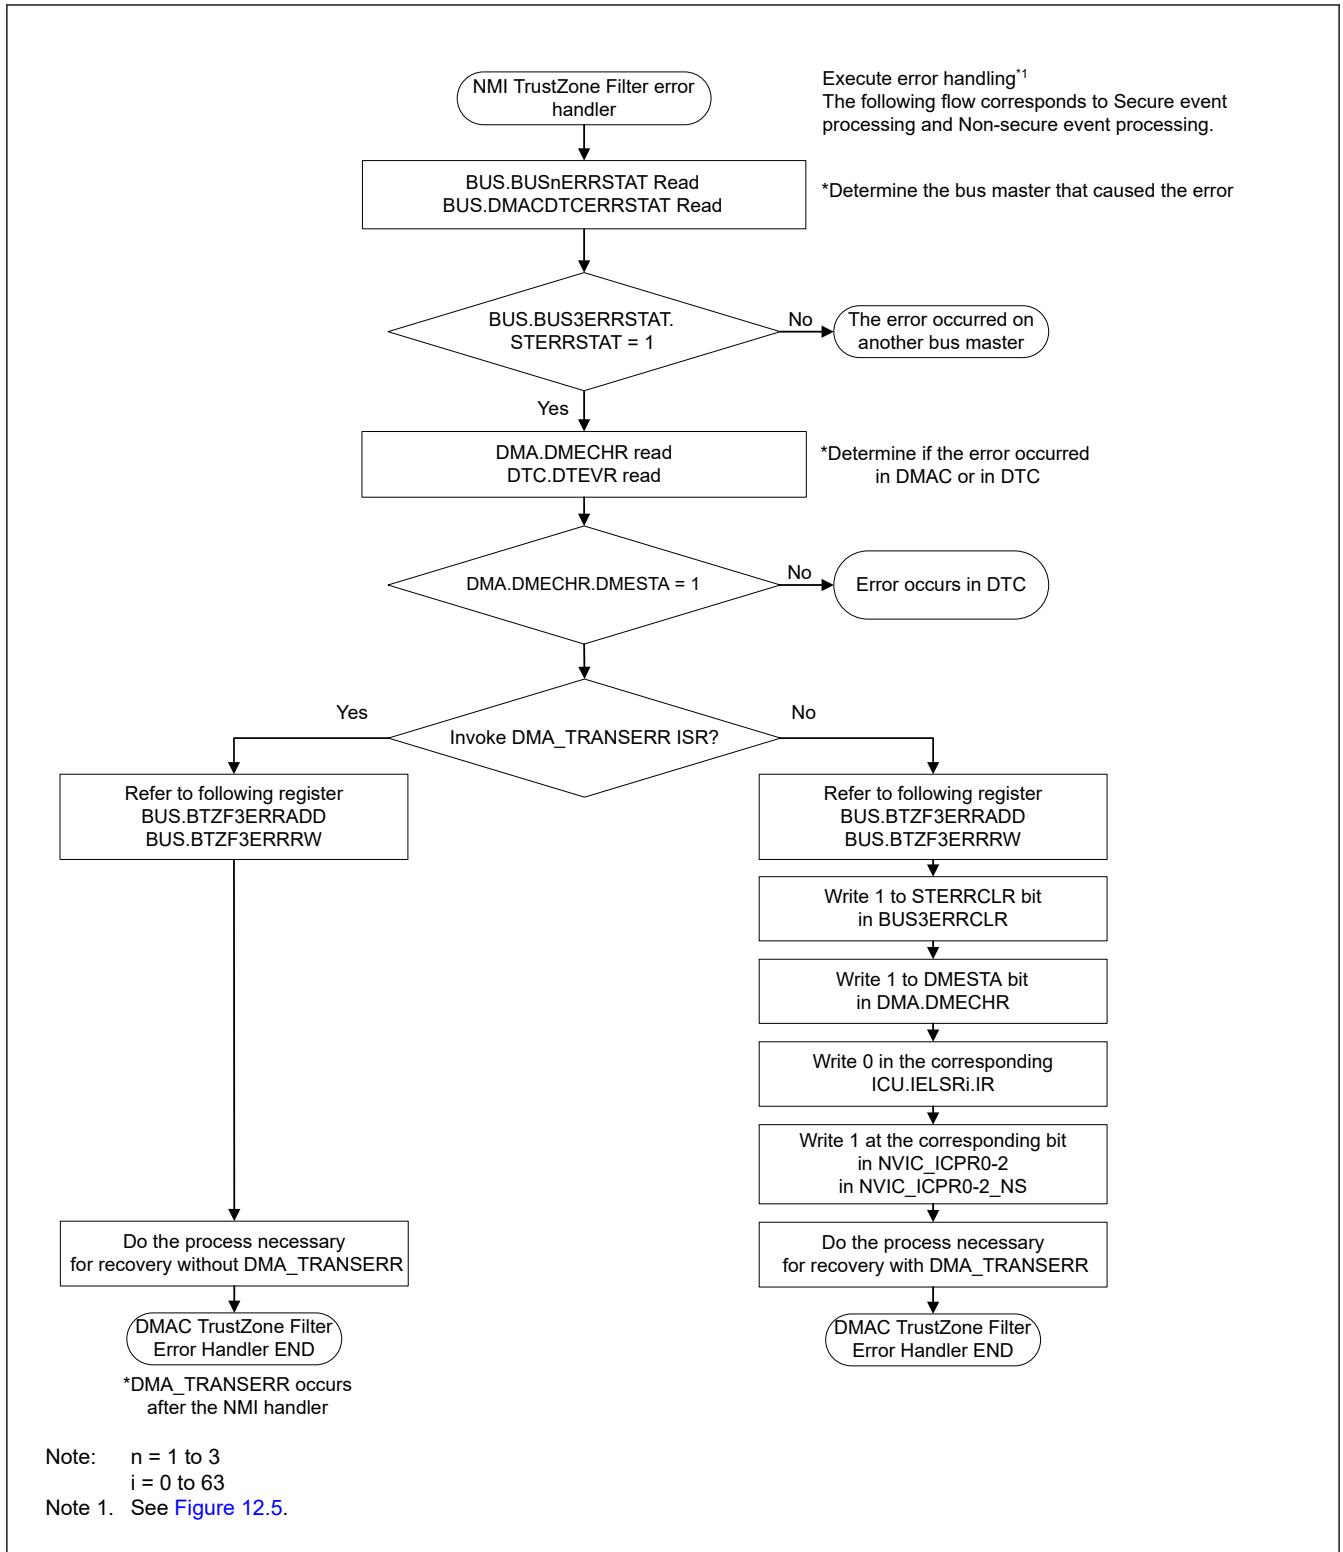 NMI TrustZone Filter error
handler
Execute error handling*1
The following flow corresponds to Secure event
processing and Non-secure event processing.
BUS.BUSnERRSTAT Read
BUS.DMACDTCERRSTAT Read
*Determine the bus master that caused the error
BUS.BUS3ERRSTAT.
STERRSTAT = 1
No
The error occurred on
another bus master
Yes
DMA.DMECHR read
DTC.DTEVR read
*Determine if the error occurred
in DMAC or in DTC
DMA.DMECHR.DMESTA = 1
No
Error occurs in DTC
Invoke DMA_TRANSERR ISR?
Yes
No
Refer to following register
BUS.BTZF3ERRADD
BUS.BTZF3ERRRW
Do the process necessary
for recovery without DMA_TRANSERR
DMAC TrustZone Filter
Error Handler END
*DMA_TRANSERR occurs
after the NMI handler
Refer to following register
BUS.BTZF3ERRADD
BUS.BTZF3ERRRW
Write 1 to STERRCLR bit
in BUS3ERRCLR
Write 1 to DMESTA bit
in DMA.DMECHR
Write 0 in the corresponding
ICU.IELSRi.IR
Write 1 at the corresponding bit
in NVIC_ICPR0-2
in NVIC_ICPR0-2_NS
Do the process necessary
for recovery with DMA_TRANSERR
DMAC TrustZone Filter
Error Handler END
Note: n = 1 to 3
i = 0 to 63
Note 1. See Figure 12.5.